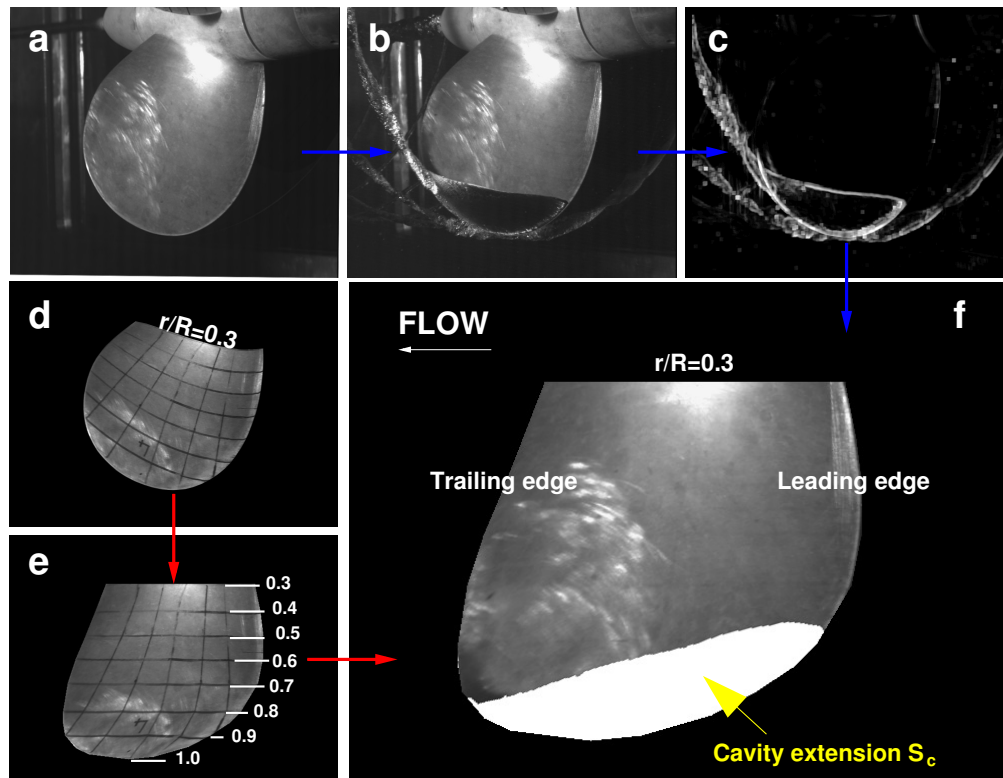 a
b
c
d
r/R=0.3
e
0.3
0.4
0.5
0.6
0.7
0.8
0.9
1.0
f
FLOW
r/R=0.3
Trailing edge
Leading edge
Cavity extension S_c